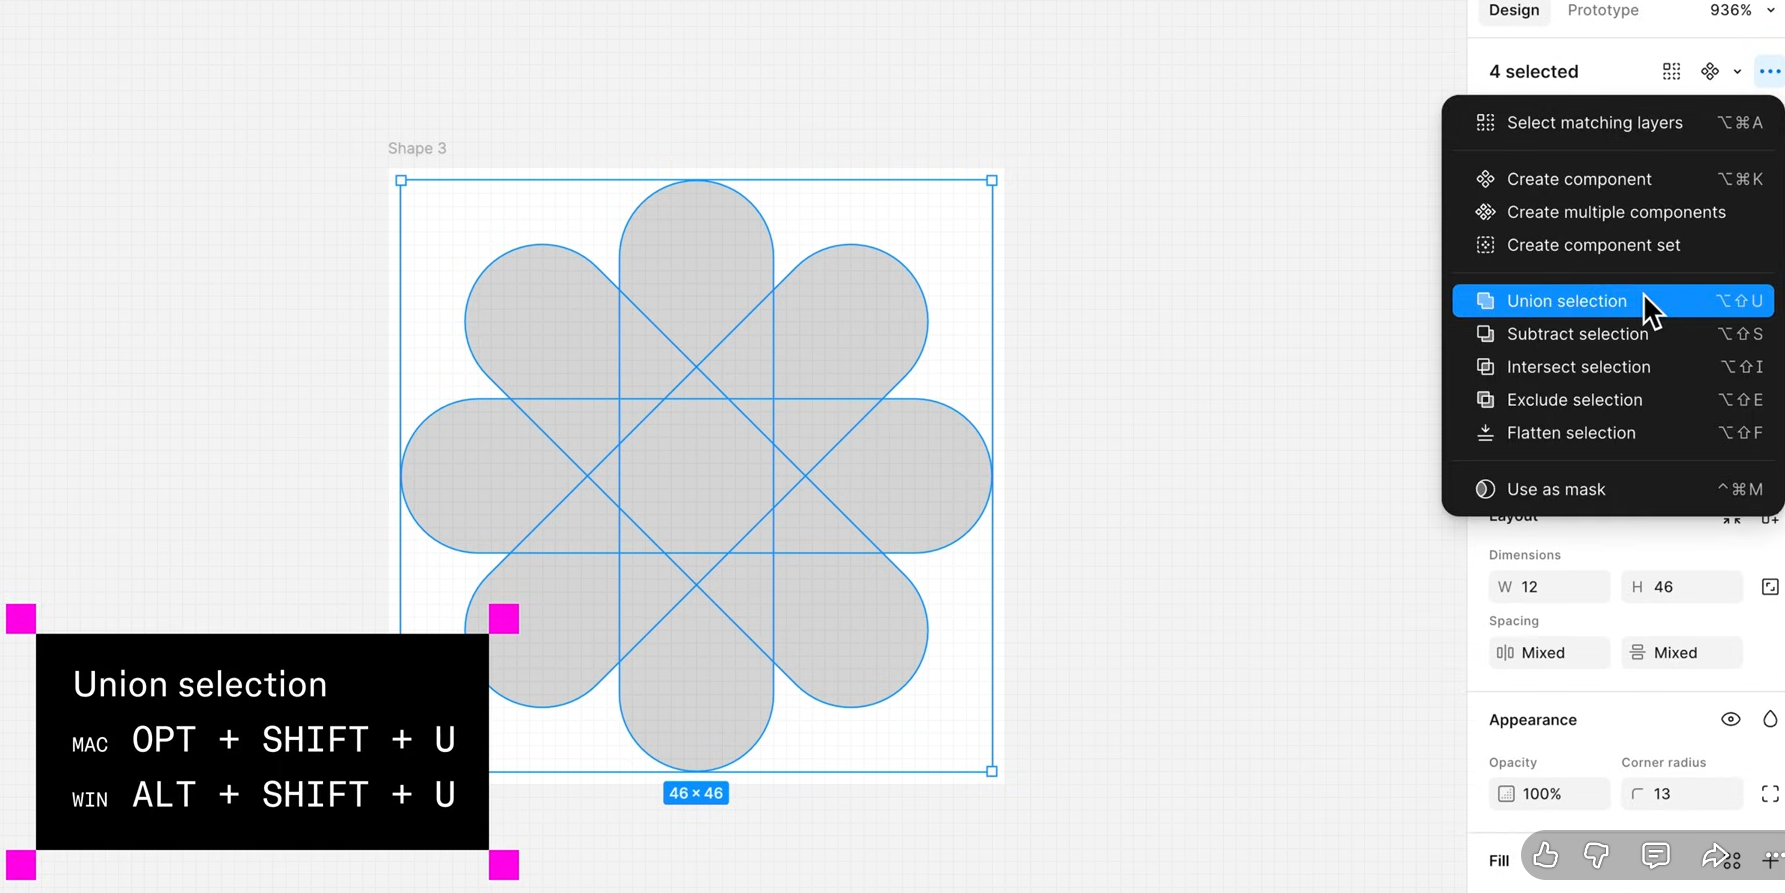 Design Prototype 936%
4 selected
Select matching layers ⌥⌘A
Create component ⌥⌘K
Create multiple components
Create component set
Union selection ⌥⇧U
Subtract selection ⌥⇧S
Intersect selection ⌥⇧I
Exclude selection ⌥⇧E
Flatten selection ⌥⇧F
Use as mask ^⌘M
Layout
Dimensions
W 12 H 46
Spacing
Mixed Mixed
Appearance
Opacity Corner radius
100% 13
Fill
Shape 3
46 × 46
Union selection
MAC OPT + SHIFT + U
WIN ALT + SHIFT + U